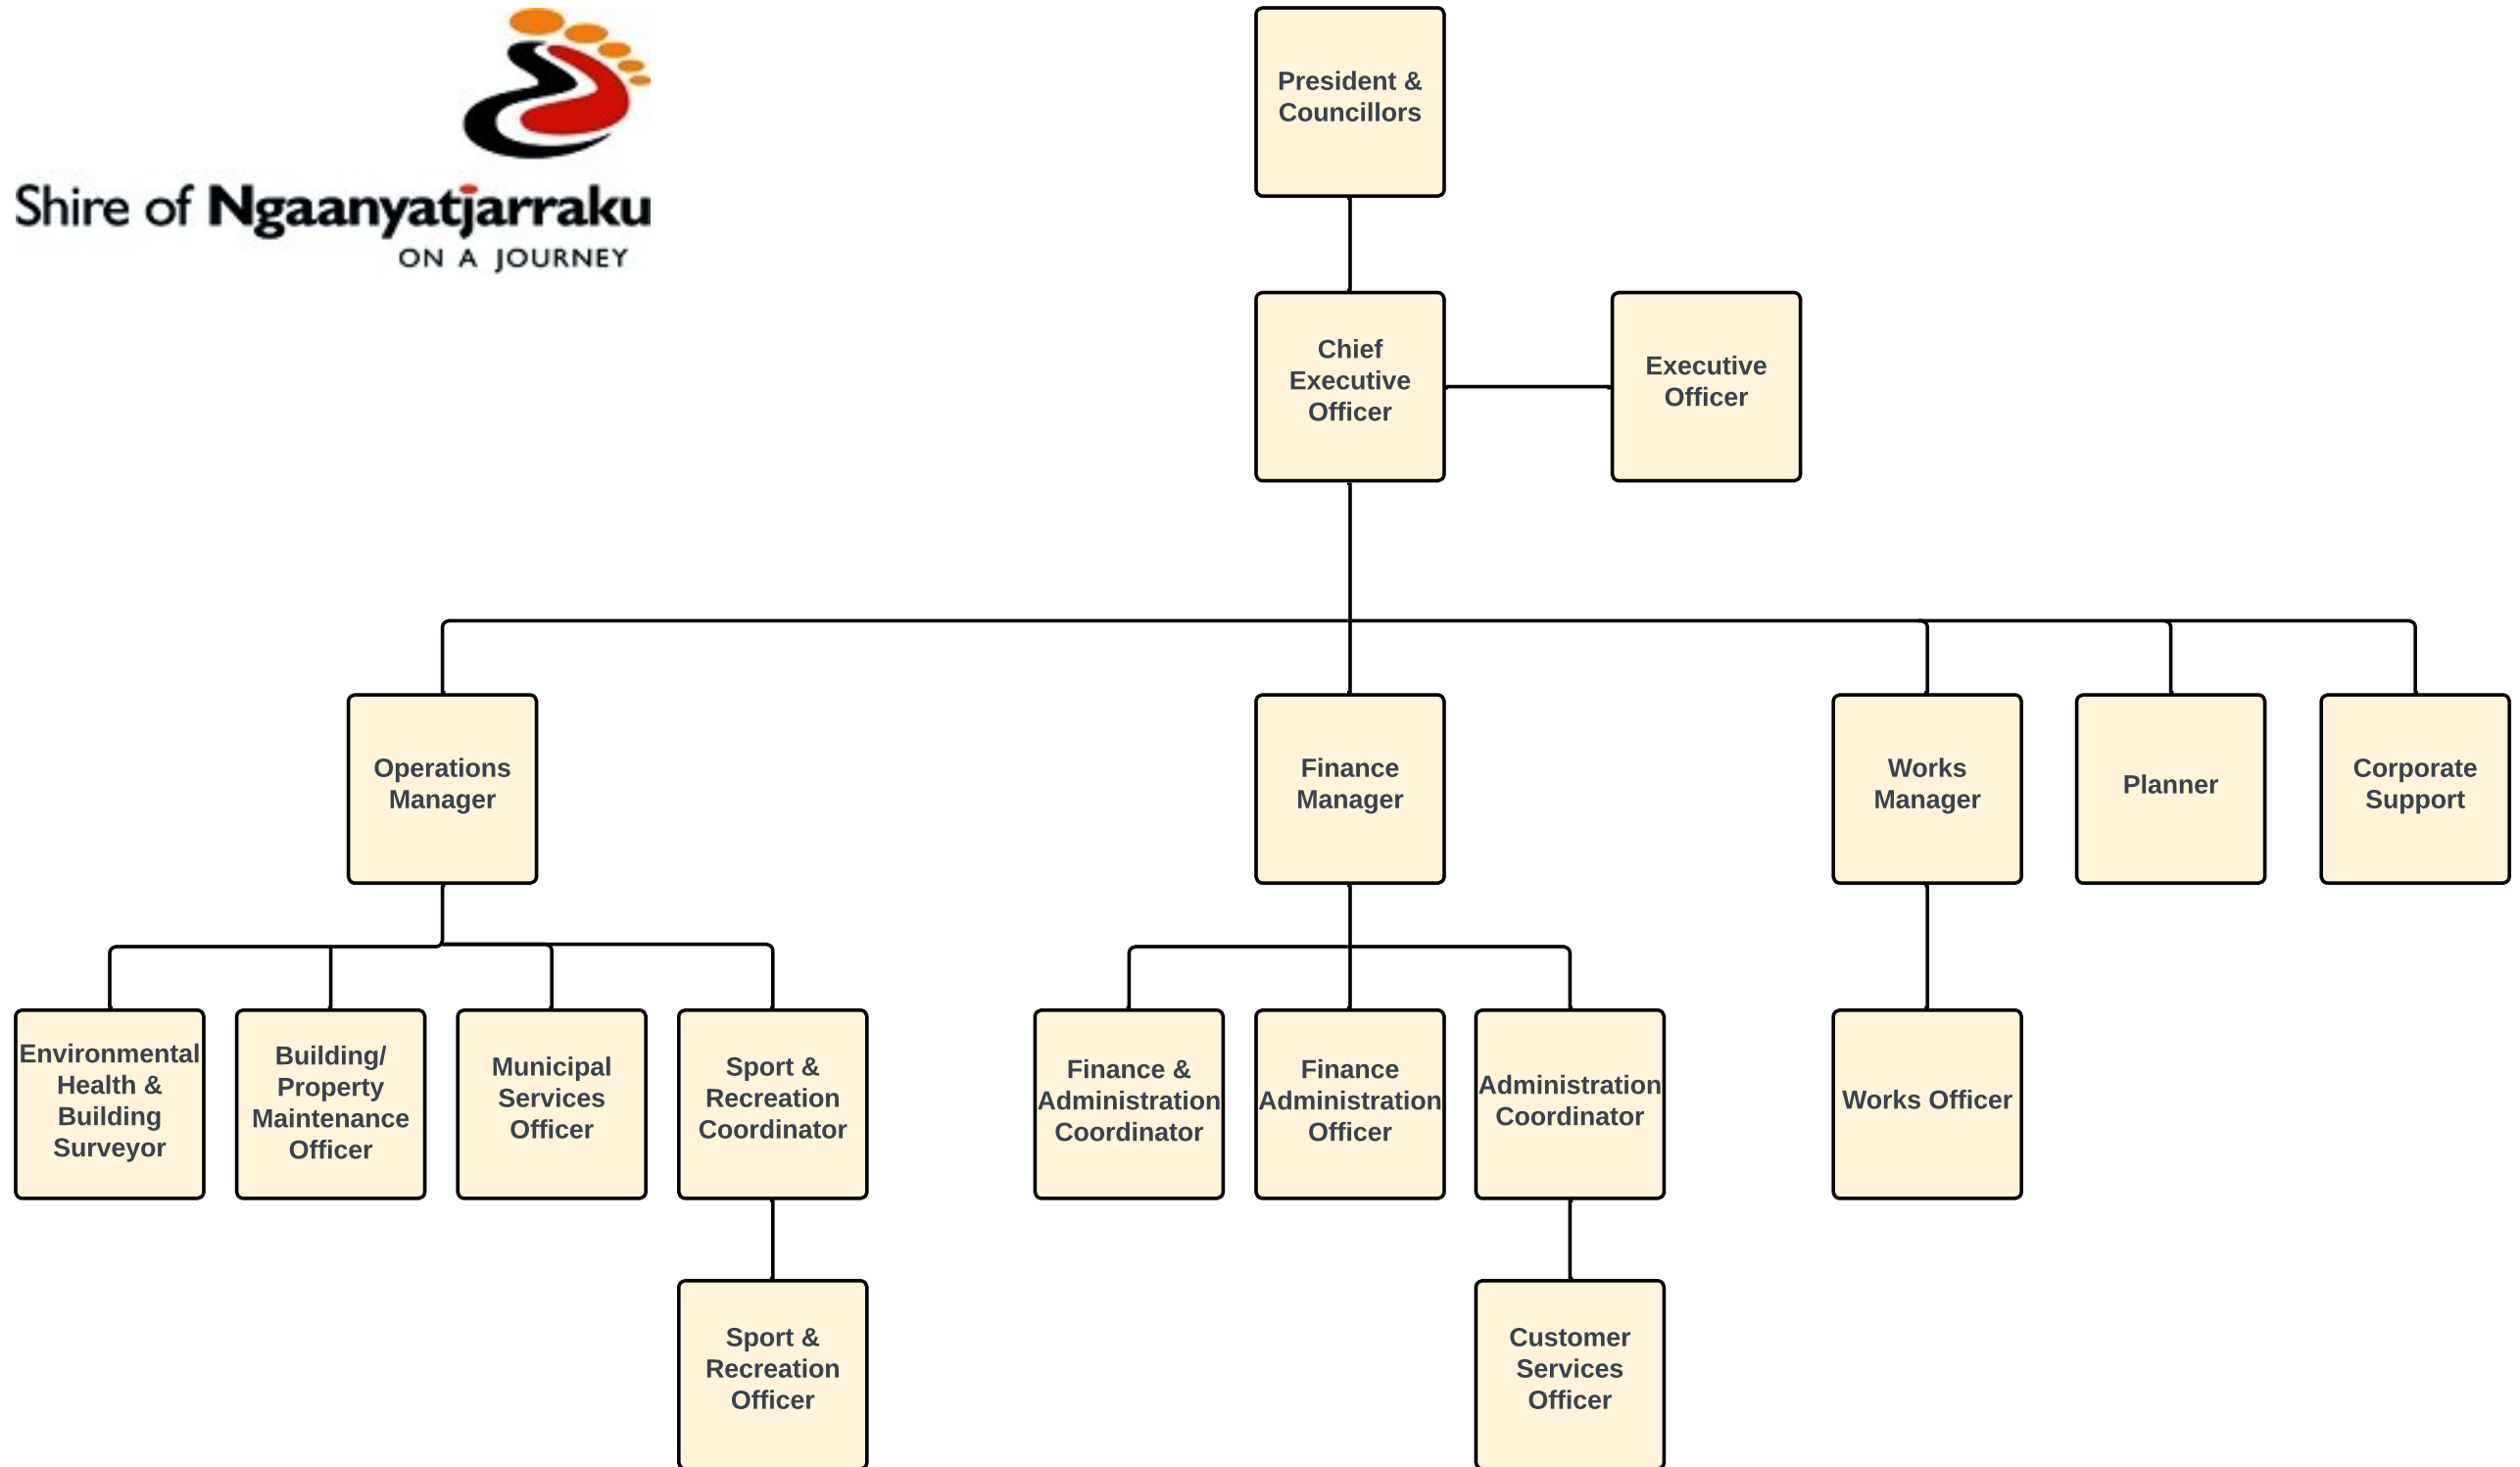 Shire of Ngaanyatjarraku
ON A JOURNEY
President &
Councillors
Chief
Executive
Officer
Executive
Officer
Operations
Manager
Finance
Manager
Works
Manager
Planner
Corporate
Support
Environmental
Health &
Building
Surveyor
Building/
Property
Maintenance
Officer
Municipal
Services
Officer
Sport &
Recreation
Coordinator
Finance &
Administration
Coordinator
Finance
Administration
Officer
Administration
Coordinator
Works Officer
Sport &
Recreation
Officer
Customer
Services
Officer